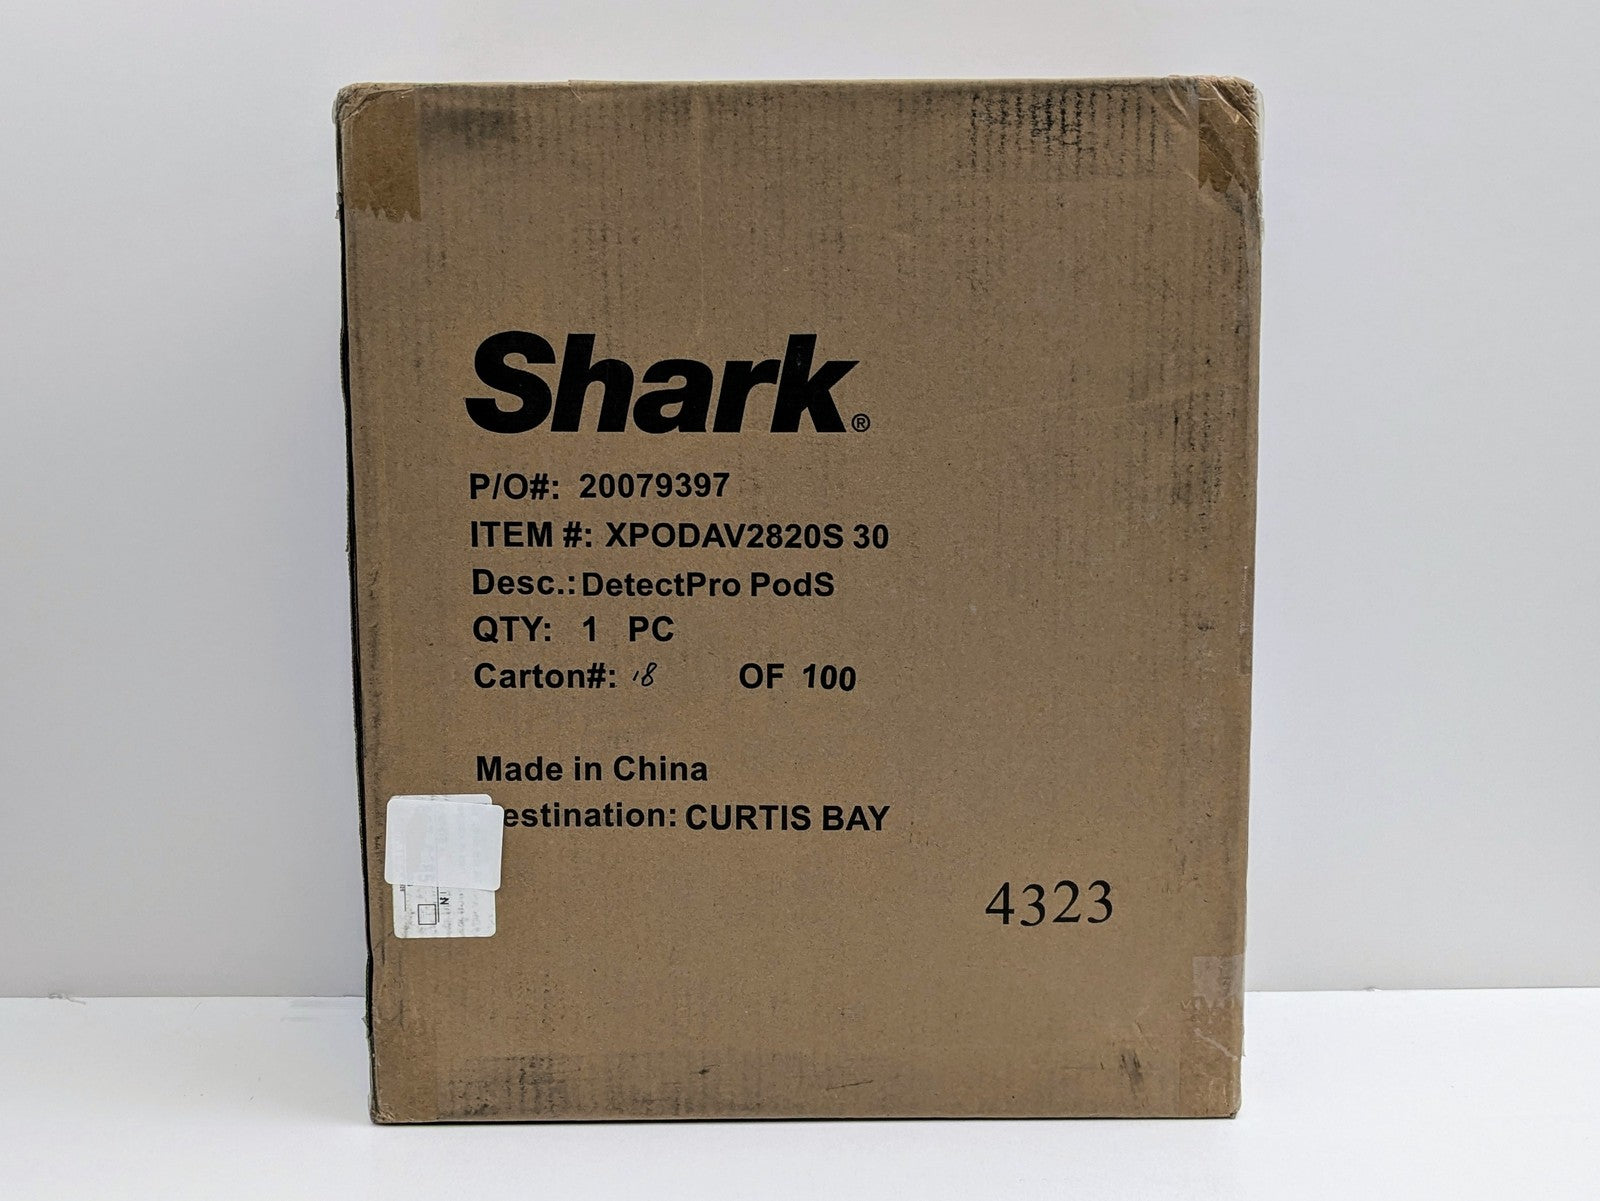 Shark®
P/O#: 20079397
ITEM #: XPODAV2820S 30
Desc.: DetectPro PodS
QTY: 1 PC
Carton#: 18 OF 100
Made in China
estination: CURTIS BAY
4323